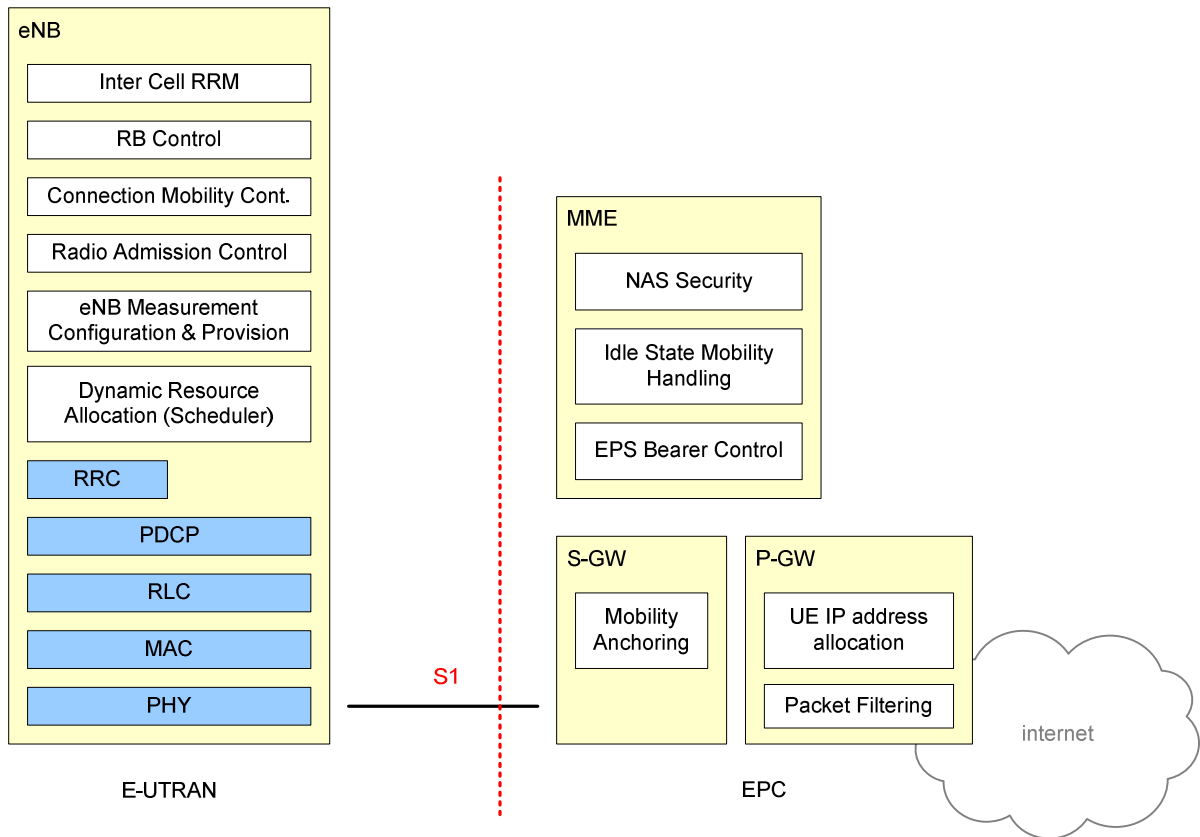 eNB
Inter Cell RRM
RB Control
Connection Mobility Cont.
Radio Admission Control
eNB Measurement
Configuration & Provision
Dynamic Resource
Allocation (Scheduler)
RRC
PDCP
RLC
MAC
PHY
S1
MME
NAS Security
Idle State Mobility
Handling
EPS Bearer Control
S-GW
Mobility
Anchoring
P-GW
UE IP address
allocation
Packet Filtering
internet
E-UTRAN
EPC